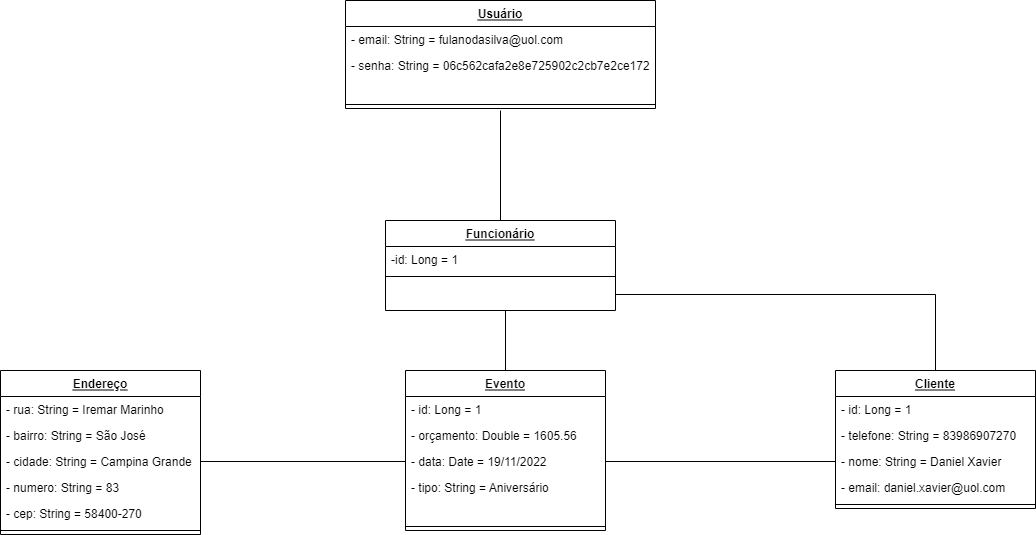 Usuário
- email: String = fulanodasilva@uol.com
- senha: String = 06c562cafa2e8e725902c2cb7e2ce172
Funcionário
-id: Long = 1
Endereço
- rua: String = Iremar Marinho
- bairro: String = São José
- cidade: String = Campina Grande
- numero: String = 83
- cep: String = 58400-270
Evento
- id: Long = 1
- orçamento: Double = 1605.56
- data: Date = 19/11/2022
- tipo: String = Aniversário
Cliente
- id: Long = 1
- telefone: String = 83986907270
- nome: String = Daniel Xavier
- email: daniel.xavier@uol.com